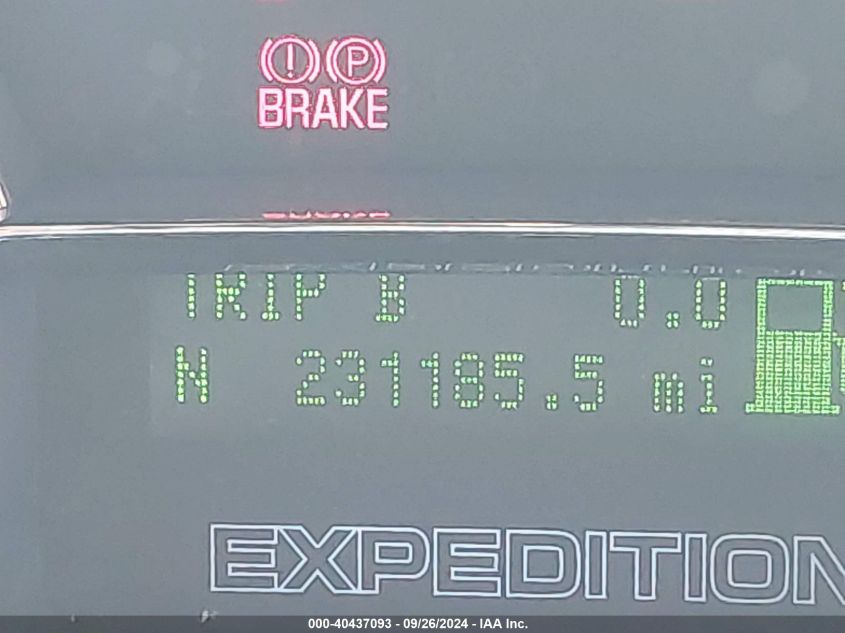 (!) (P)
BRAKE
TRIP B 0.0
N 231185.5 mi
EXPEDITION
000-40437093 - 09/26/2024 - IAA Inc.